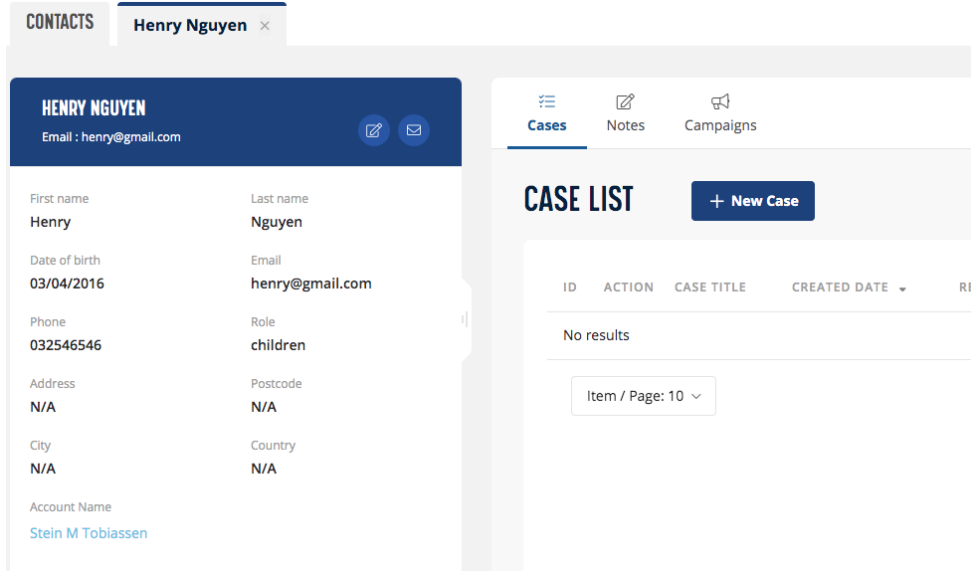 CONTACTS
Henry Nguyen ×
HENRY NGUYEN
Email : henry@gmail.com
First name
Henry
Last name
Nguyen
Date of birth
03/04/2016
Email
henry@gmail.com
Phone
032546546
Role
children
Address
N/A
Postcode
N/A
City
N/A
Country
N/A
Account Name
Stein M Tobiassen
Cases Notes Campaigns
CASE LIST
+ New Case
ID ACTION CASE TITLE CREATED DATE RE
No results
Item / Page: 10